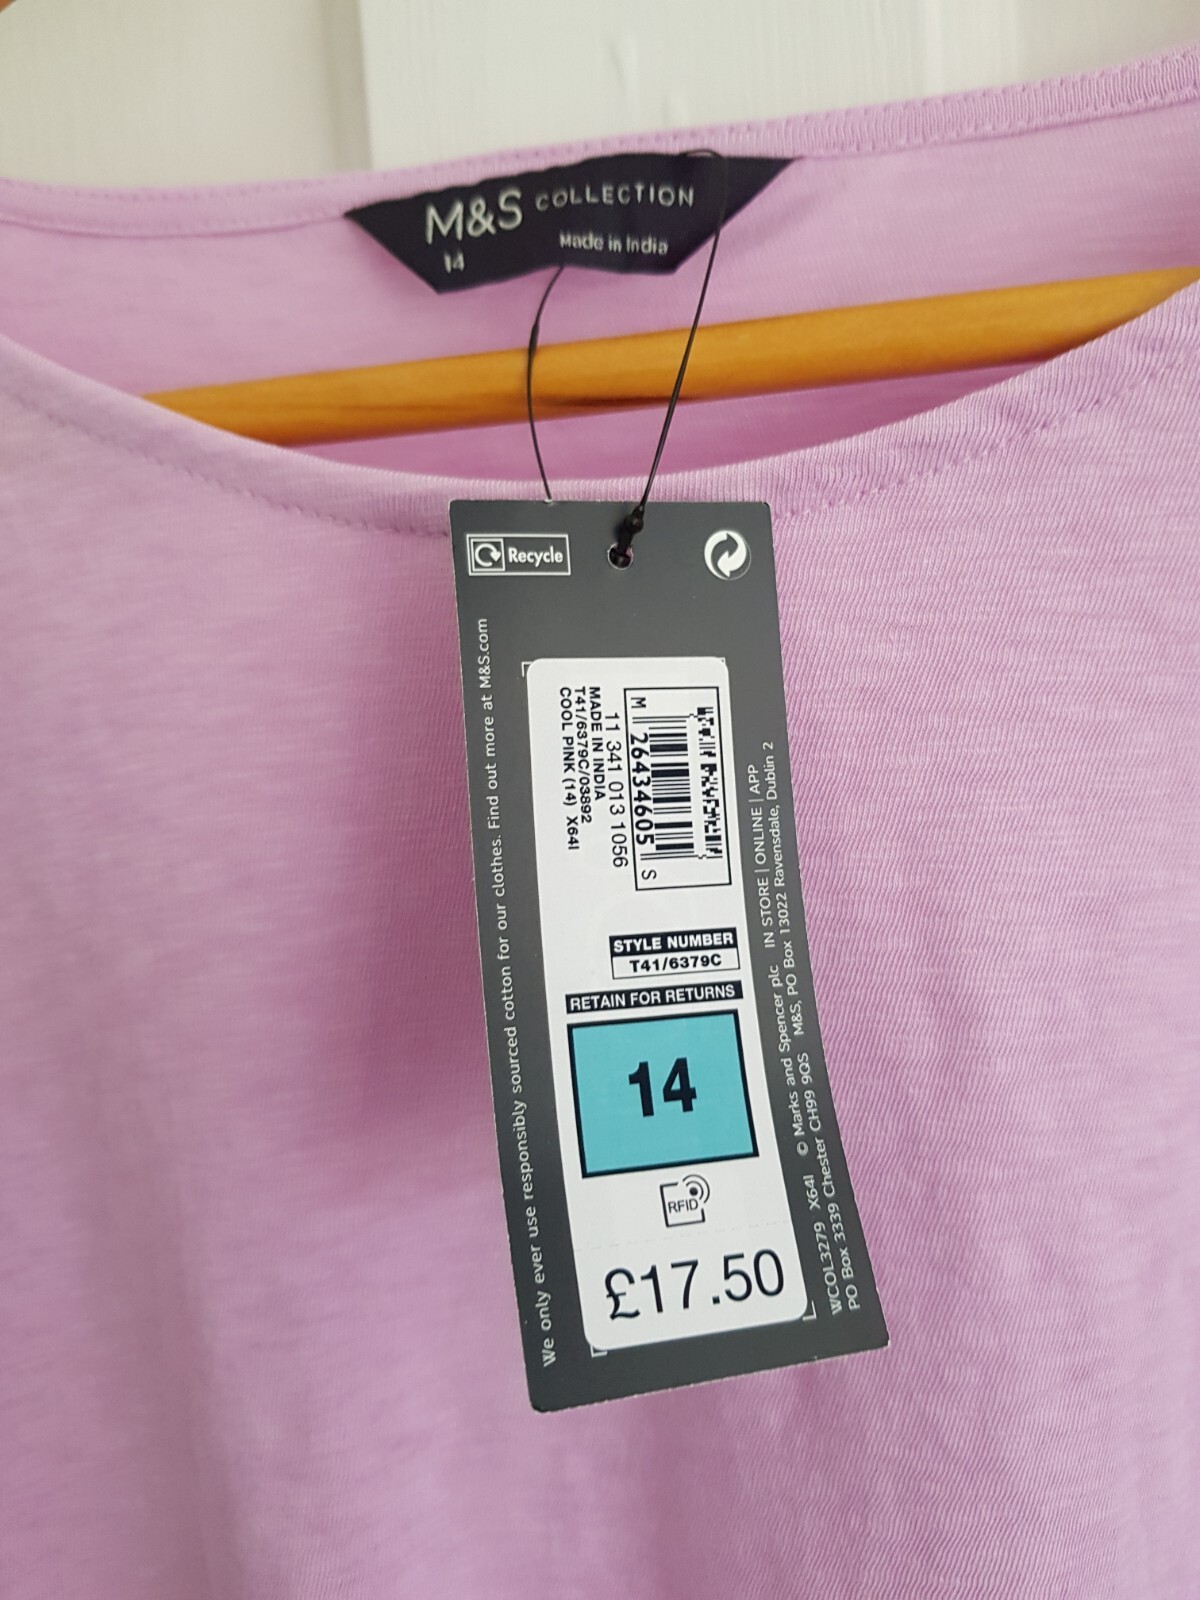 M&S COLLECTION
14
Made in India
Recycle
We only ever use responsibly sourced cotton for our clothes. Find out more at M&S.com
M 26434605 S
11 341 013 1056
MADE IN INDIA
T41/6379C/03892
COOL PINK (14) X64I
STYLE NUMBER
T41/6379C
RETAIN FOR RETURNS
14
RFID
£17.50
IN STORE | ONLINE | APP
WCOL3279 X64I © Marks and Spencer plc
PO Box 3339 Chester CH99 9QS M&S, PO Box 13022 Ravensdale, Dublin 2